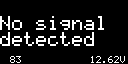 No signal
detected
83 12.62V